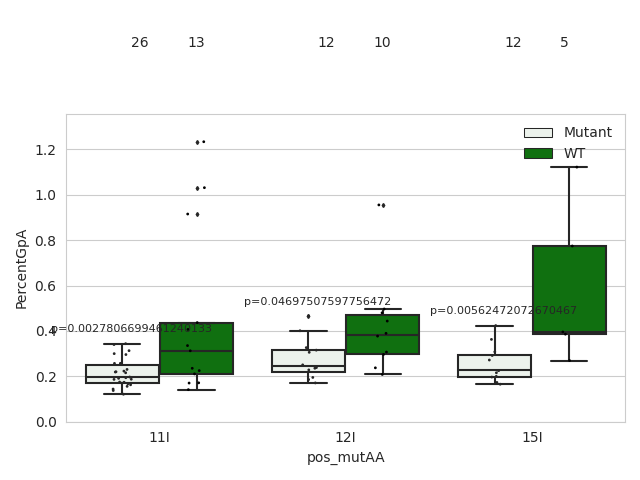 26 13 12 10 12 5
Mutant
WT
PercentGpA
1.2
1.0
0.8
0.6
0.4
0.2
0.0
p=0.0027806699461240133
p=0.04697507597756472
p=0.00562472072670467
11I 12I 15I
pos_mutAA